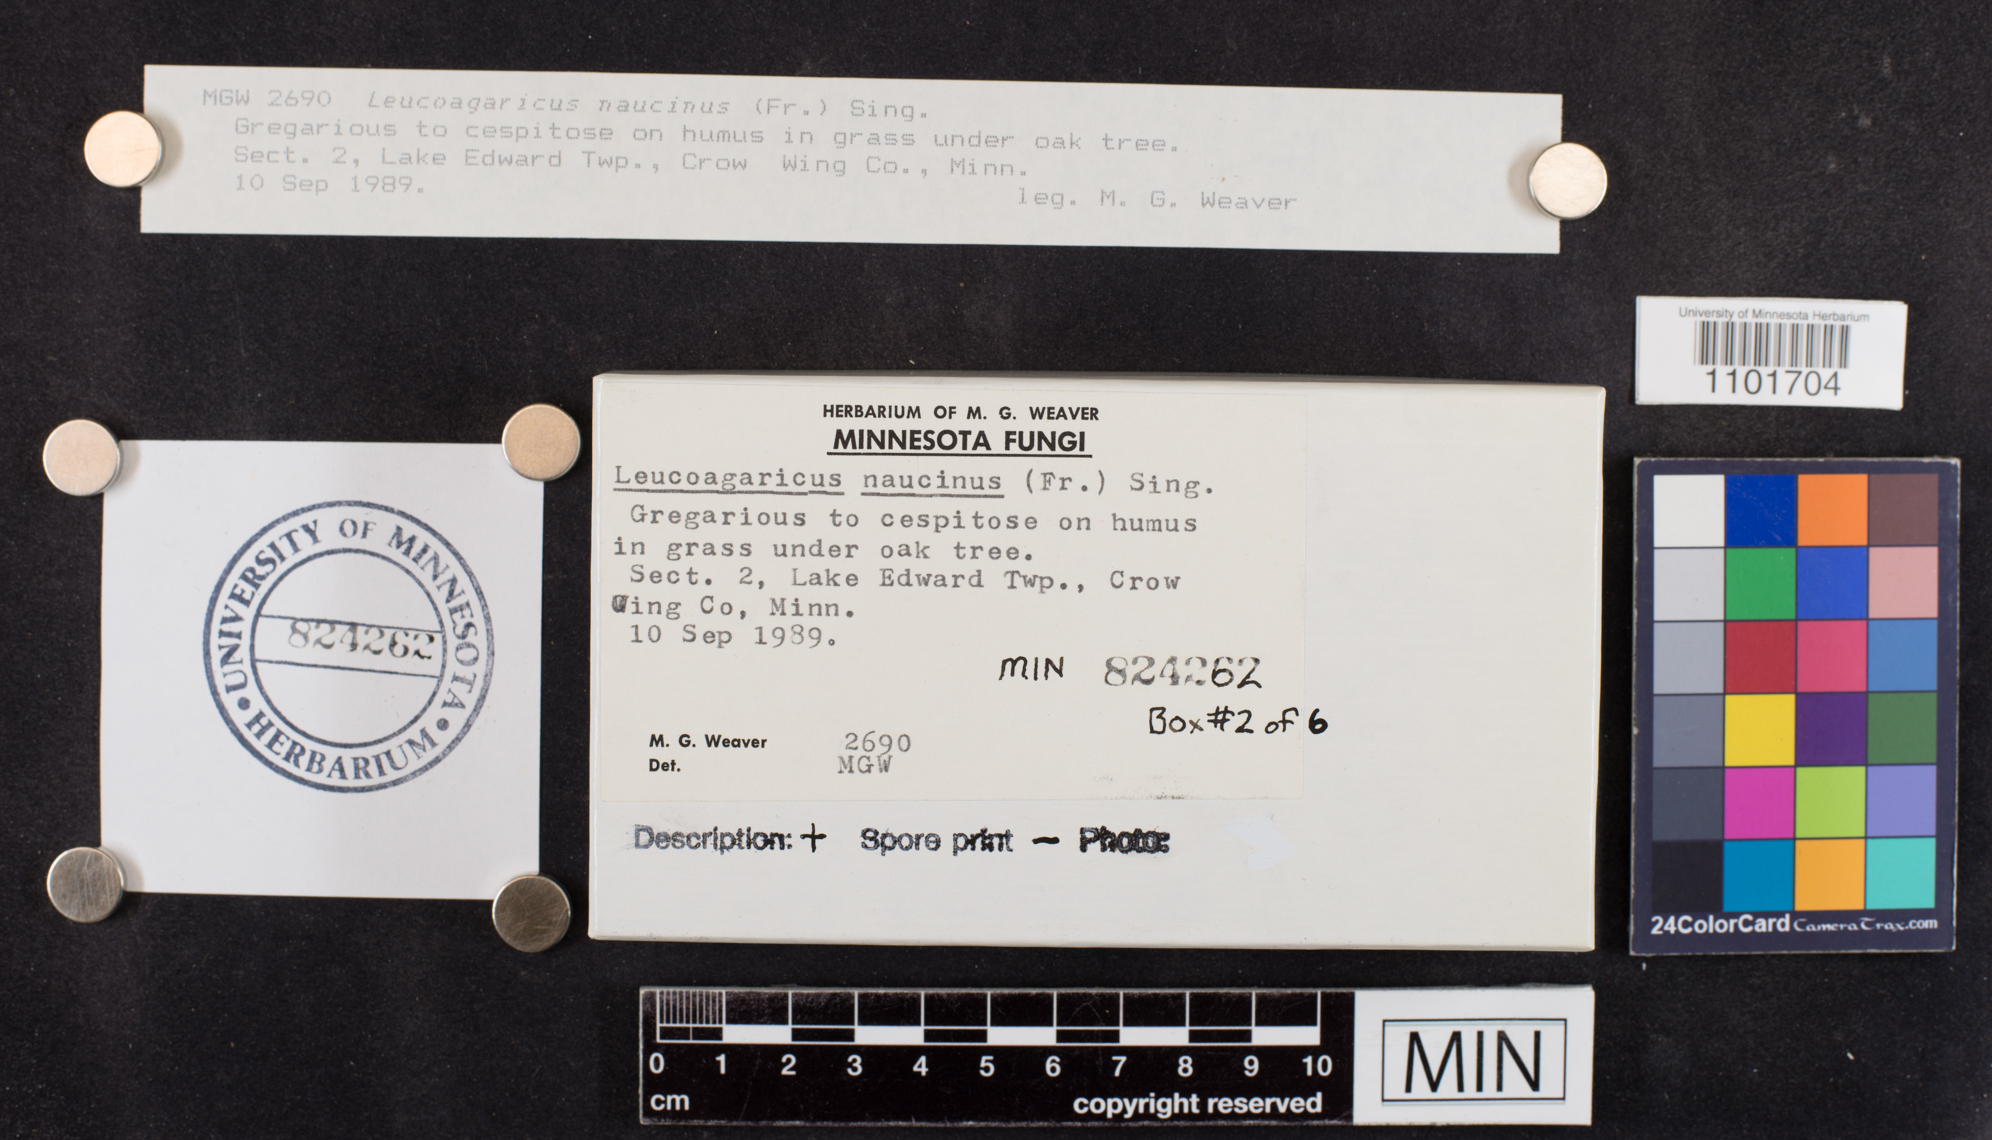 MGW 2690 Leucoagaricus naucinus (Fr.) Sing.
Gregarious to cespitose on humus in grass under oak tree.
Sect. 2, Lake Edward Twp., Crow Wing Co., Minn.
10 Sep 1989.
leg. M. G. Weaver
University of Minnesota Herbarium
1101704
HERBARIUM OF M. G. WEAVER
MINNESOTA FUNGI
Leucoagaricus naucinus (Fr.) Sing.
Gregarious to cespitose on humus
in grass under oak tree.
Sect. 2, Lake Edward Twp., Crow
Wing Co, Minn.
10 Sep 1989.
MIN 824262
Box #2 of 6
M. G. Weaver 2690
Det. MGW
Description: + Spore print - Photo:
UNIVERSITY OF MINNESOTA
824262
• HERBARIUM •
24ColorCard CameraTrax.com
0 1 2 3 4 5 6 7 8 9 10
cm copyright reserved
MIN